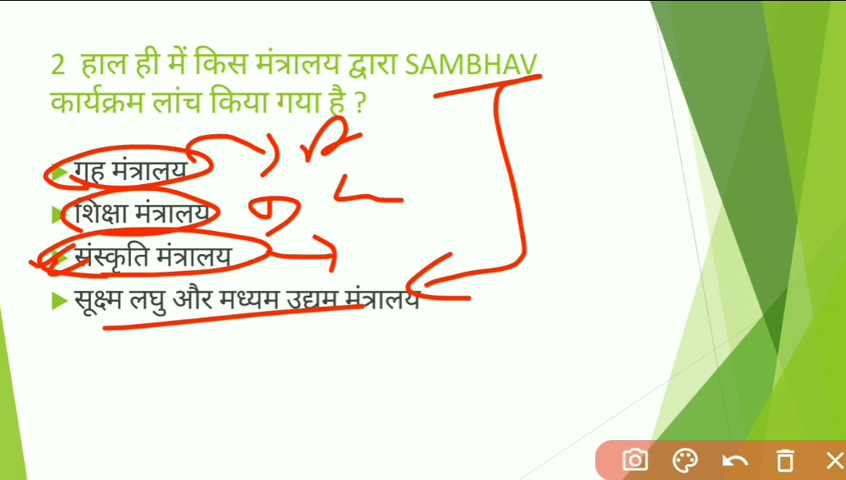 2 हाल ही में किस मंत्रालय द्वारा SAMBHAV
कार्यक्रम लांच किया गया है ?
गृह मंत्रालय
शिक्षा मंत्रालय
संस्कृति मंत्रालय
सूक्ष्म लघु और मध्यम उद्यम मंत्रालय